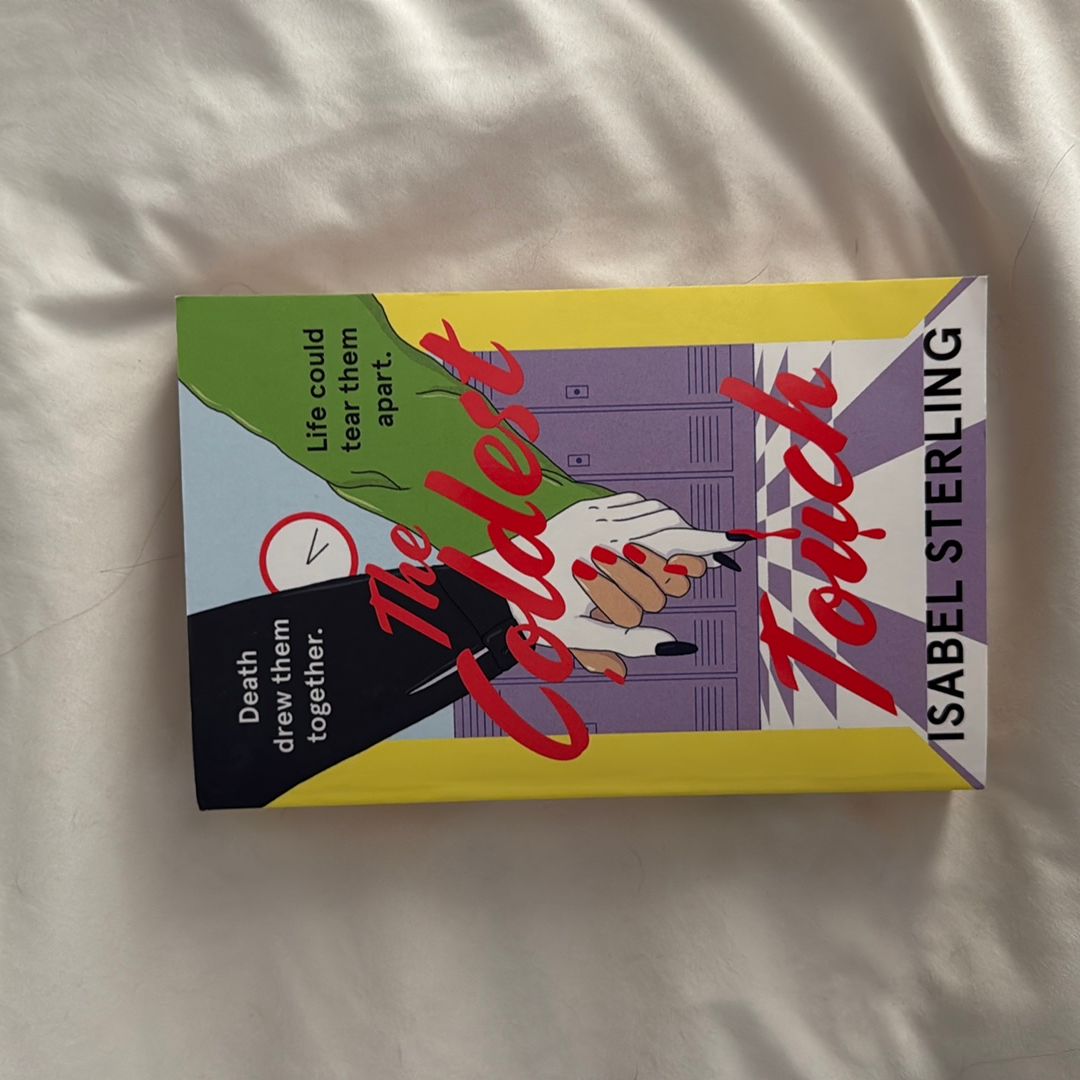 Death
drew them
together.
Life could
tear them
apart.
The
Coldest
Touch
ISABEL STERLING